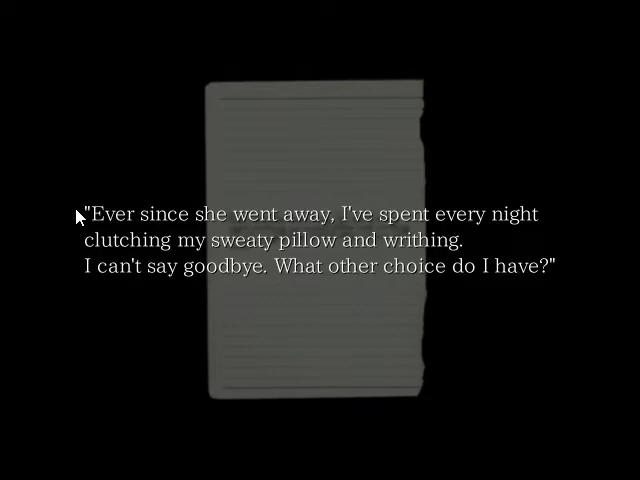 "Ever since she went away, I've spent every night
clutching my sweaty pillow and writhing.
I can't say goodbye. What other choice do I have?"